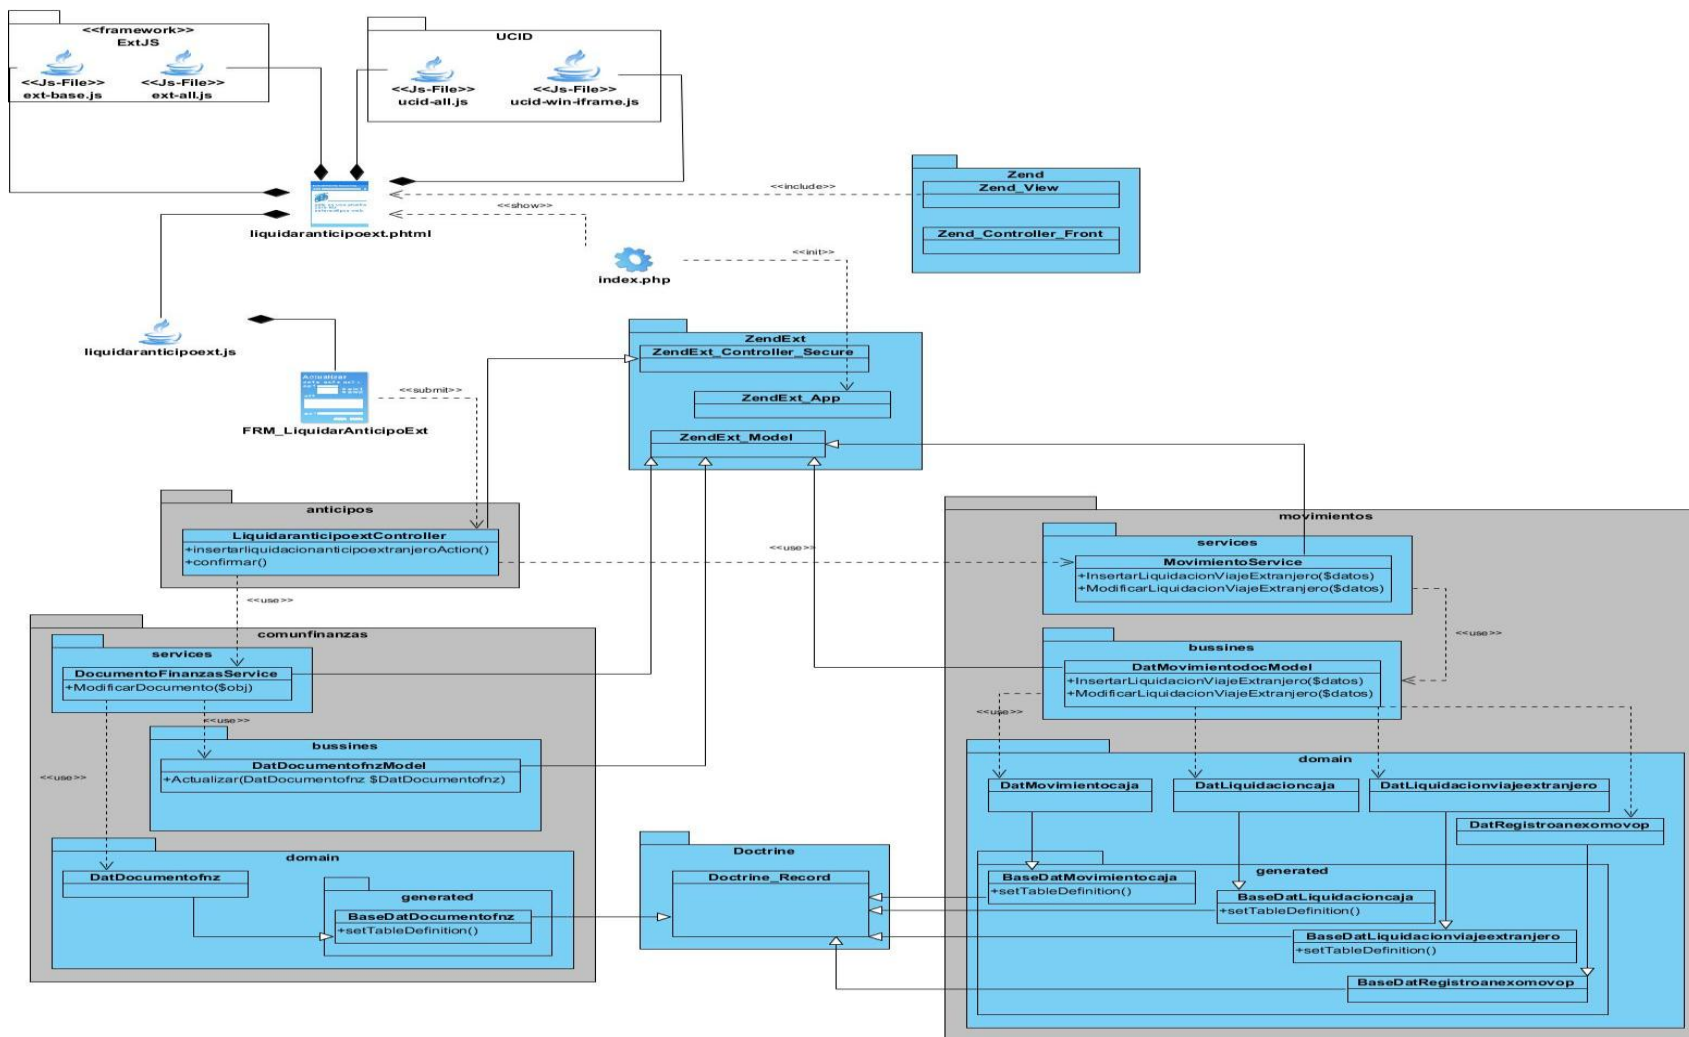 <<framework>>
ExtJS
<<Js-File>>
ext-base.js
<<Js-File>>
ext-all.js
UCID
<<Js-File>>
ucid-all.js
<<Js-File>>
ucid-win-iframe.js
Zend
Zend_View
Zend_Controller_Front
<<include>>
<<show>>
liquidaranticipoext.phtml
<<init>>
index.php
liquidaranticipoext.js
Actualizar
<<submit>>
FRM_LiquidarAnticipoExt
ZendExt
ZendExt_Controller_Secure
ZendExt_App
ZendExt_Model
anticipos
LiquidaranticipoextController
+insertarliquidacionanticipoextranjeroAction()
+confirmar()
<<use>>
<<use>>
movimientos
services
MovimientoService
+InsertarLiquidacionViajeExtranjero($datos)
+ModificarLiquidacionViajeExtranjero($datos)
<<use>>
bussines
DatMovimientodocModel
+InsertarLiquidacionViajeExtranjero($datos)
+ModificarLiquidacionViajeExtranjero($datos)
<<use>>
domain
DatMovimientocaja
DatLiquidacioncaja
DatLiquidacionviajeextranjero
DatRegistroanexomovop
generated
BaseDatMovimientocaja
+setTableDefinition()
BaseDatLiquidacioncaja
+setTableDefinition()
BaseDatLiquidacionviajeextranjero
+setTableDefinition()
BaseDatRegistroanexomovop
comunfinanzas
services
DocumentoFinanzasService
+ModificarDocumento($obj)
<<use>>
bussines
DatDocumentofnzModel
+Actualizar(DatDocumentofnz $DatDocumentofnz)
<<use>>
domain
DatDocumentofnz
generated
BaseDatDocumentofnz
+setTableDefinition()
Doctrine
Doctrine_Record